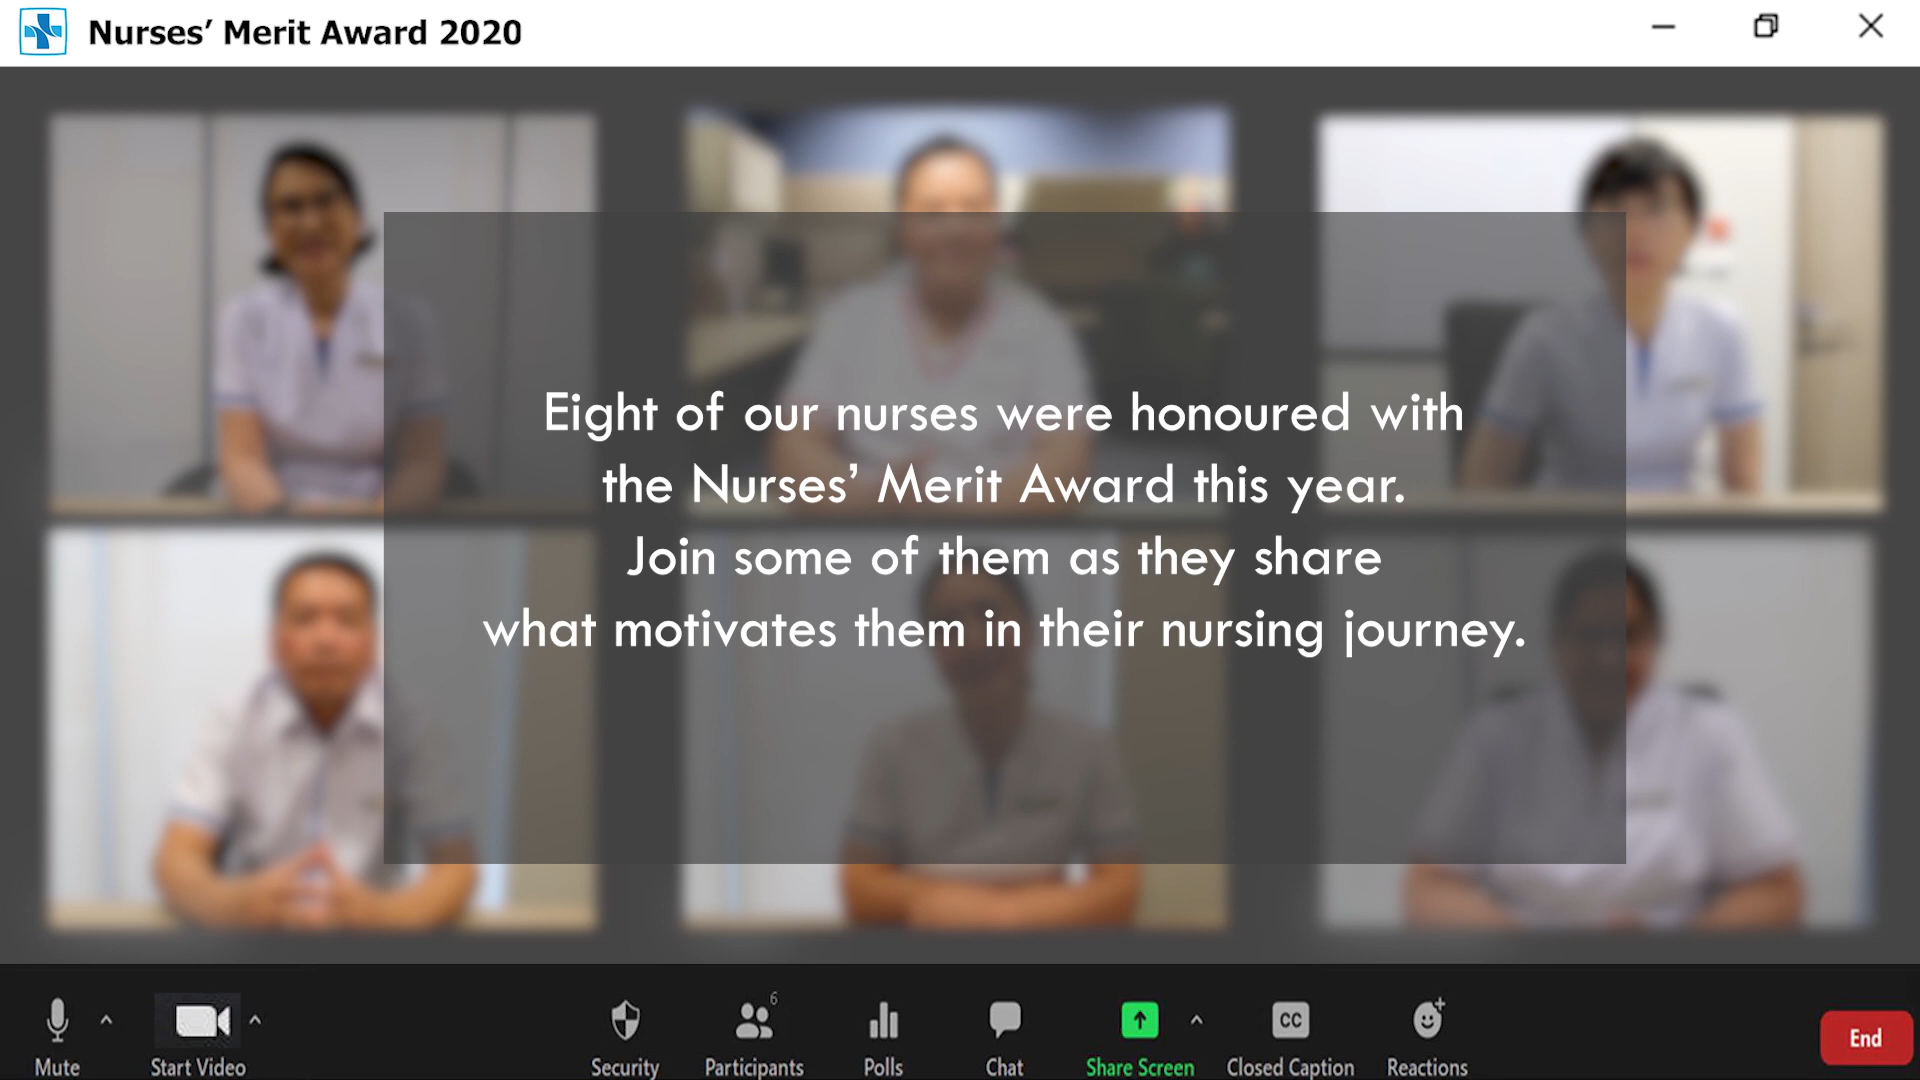 Nurses’ Merit Award 2020
Eight of our nurses were honoured with
the Nurses’ Merit Award this year.
Join some of them as they share
what motivates them in their nursing journey.
6
Mute
Start Video
Security
Participants
Polls
Chat
Share Screen
CC
Closed Caption
Reactions
End